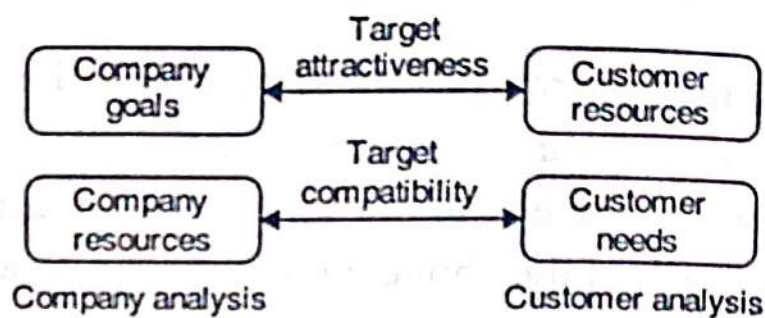 Target
attractiveness
Company
goals
Customer
resources
Target
compatibility
Company
resources
Customer
needs
Company analysis
Customer analysis